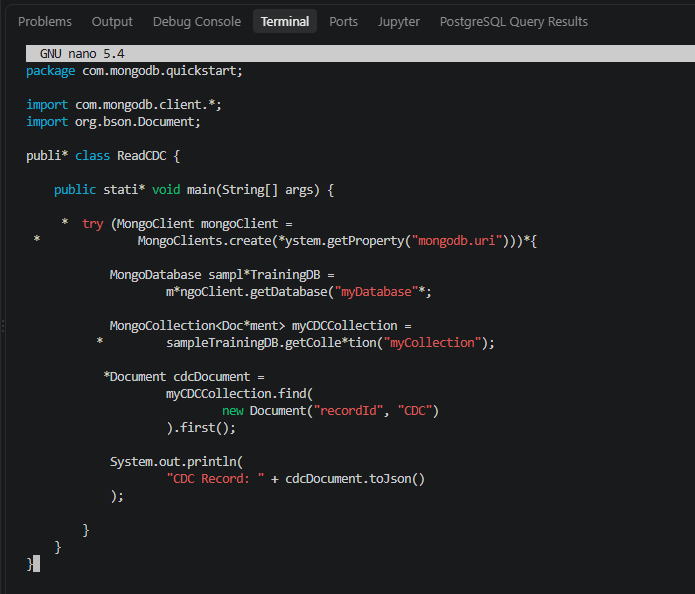 Problems Output Debug Console Terminal Ports Jupyter PostgreSQL Query Results
GNU nano 5.4
package com.mongodb.quickstart;
import com.mongodb.client.*;
import org.bson.Document;
publi* class ReadCDC {
public stati* void main(String[] args) {
* try (MongoClient mongoClient =
* MongoClients.create(*ystem.getProperty("mongodb.uri")))*{
MongoDatabase sampl*TrainingDB =
m*ngoClient.getDatabase("myDatabase"*;
MongoCollection<Doc*ment> myCDCCollection =
* sampleTrainingDB.getColle*tion("myCollection");
*Document cdcDocument =
myCDCCollection.find(
new Document("recordId", "CDC")
).first();
System.out.println(
"CDC Record: " + cdcDocument.toJson()
);
}
}
}